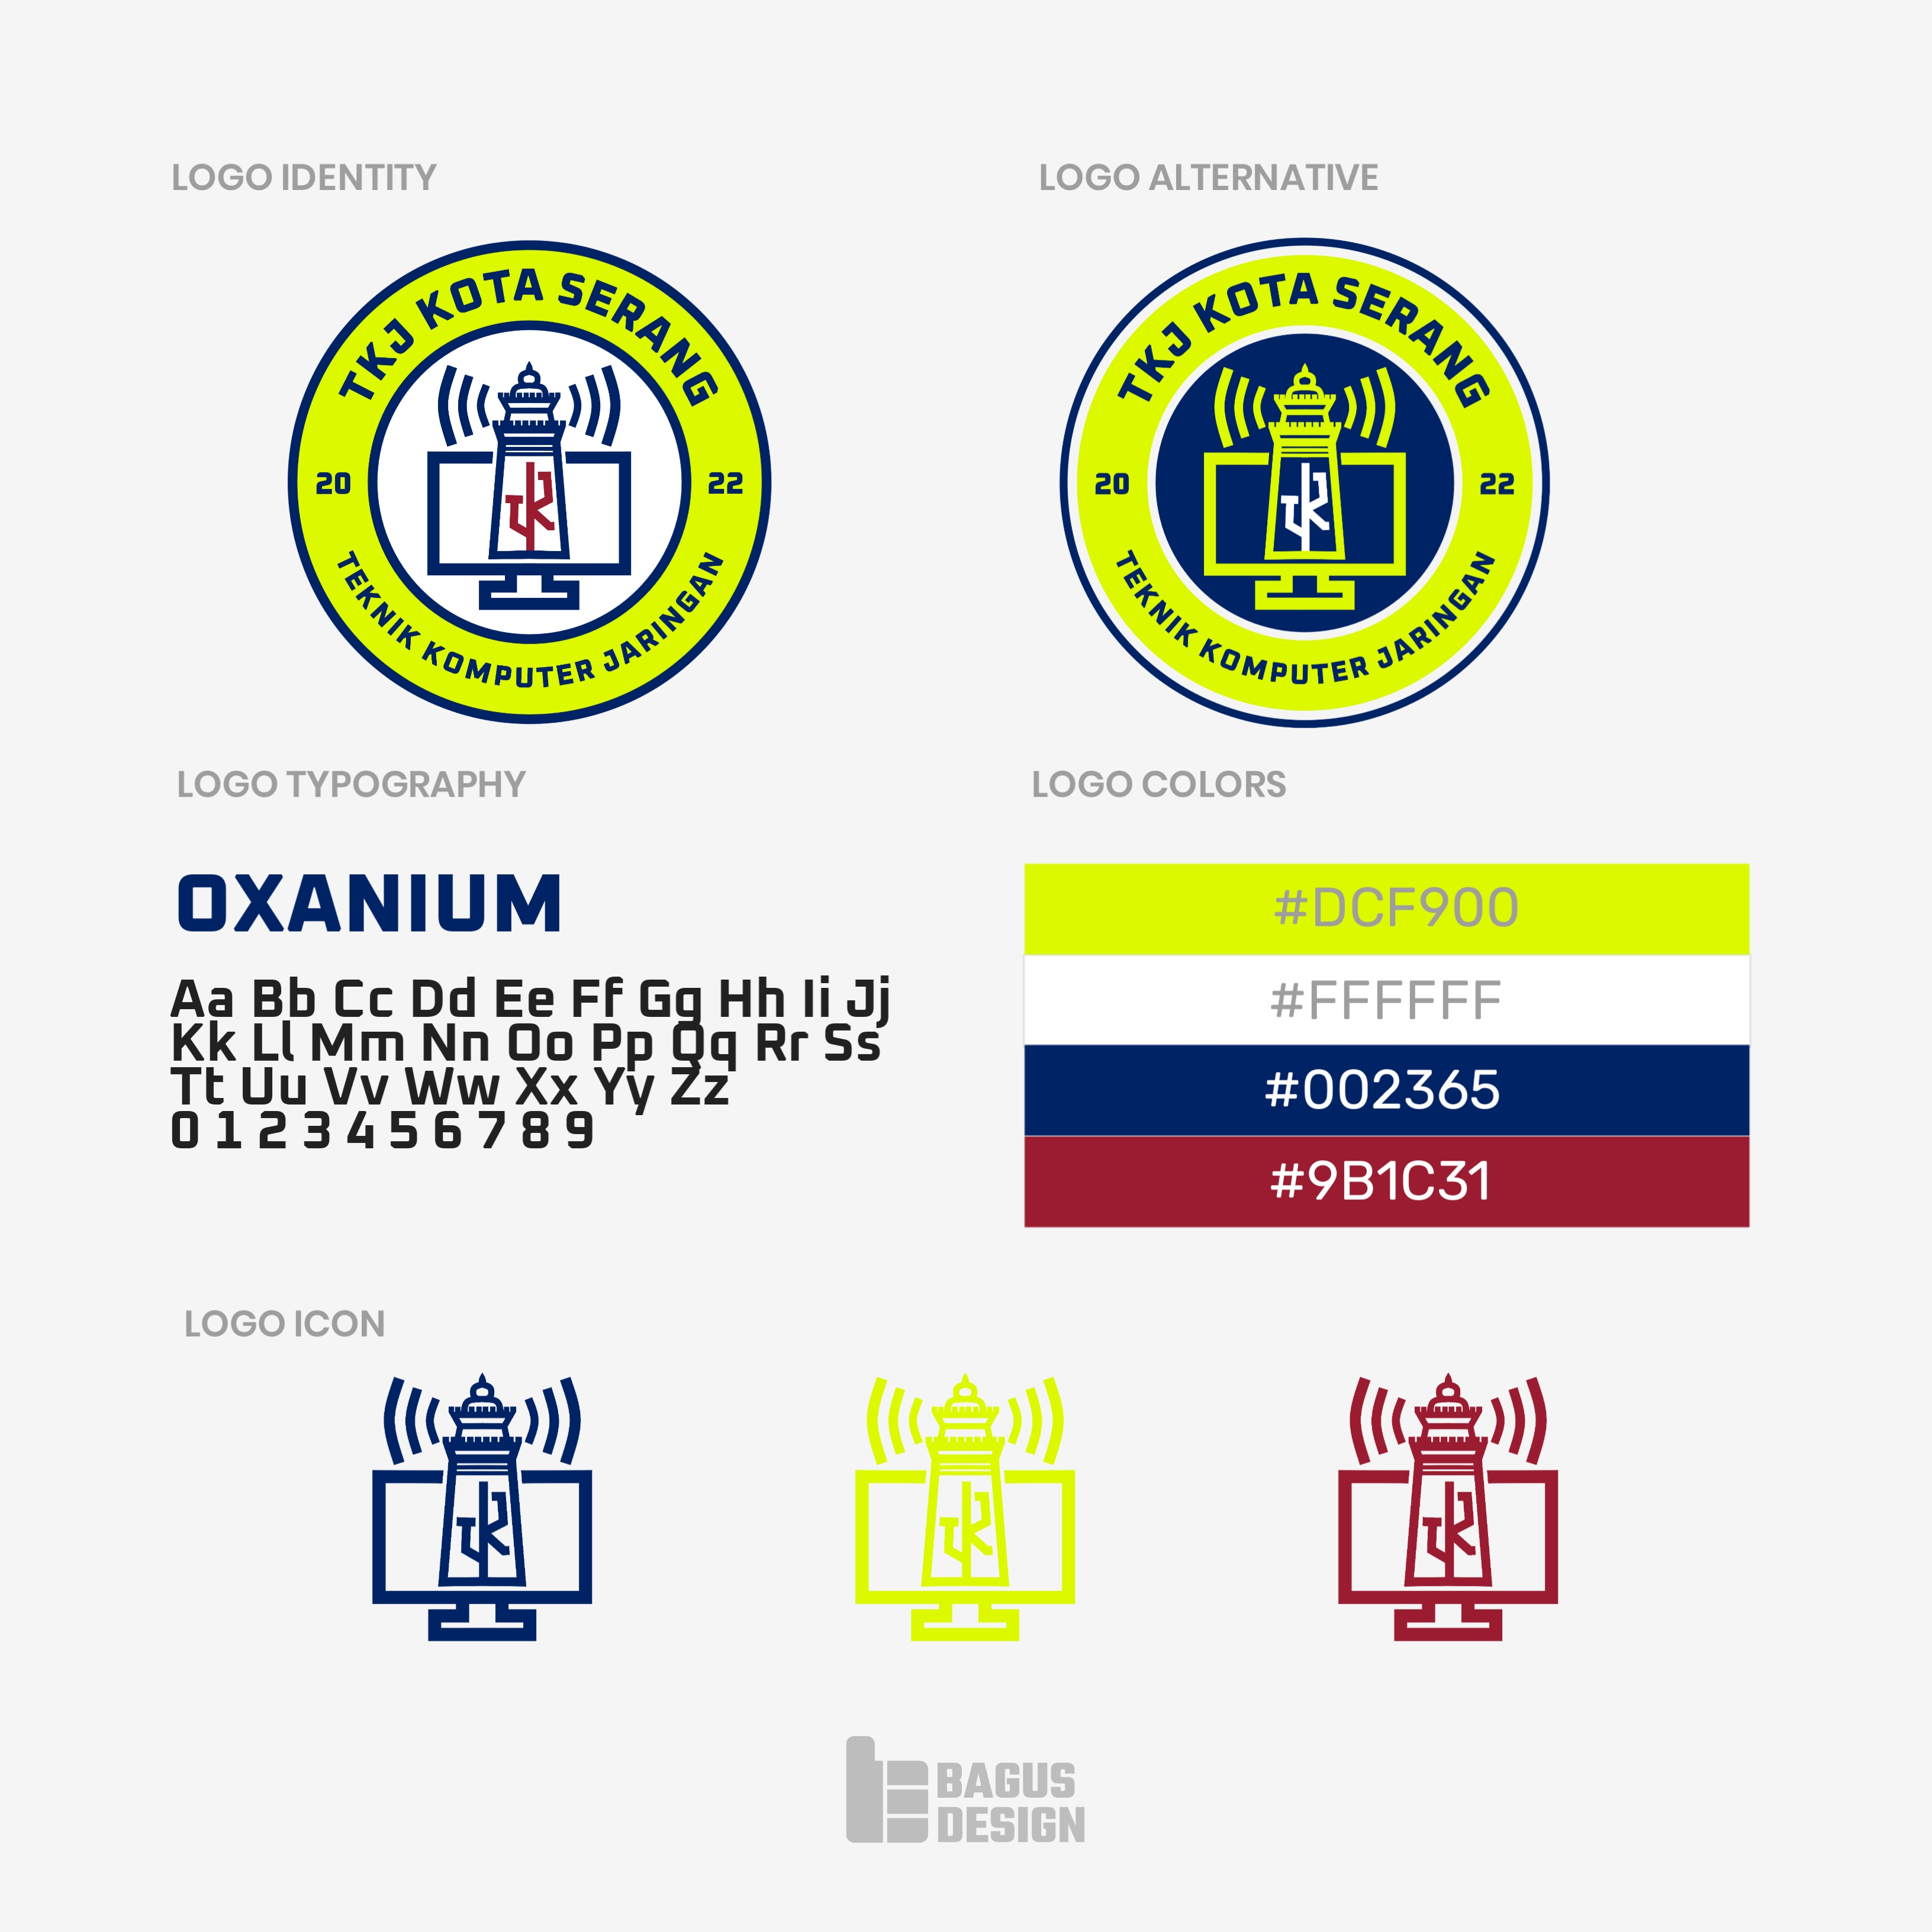 LOGO IDENTITY
LOGO ALTERNATIVE
TKJ KOTA SERANG
20
22
TEKNIK KOMPUTER JARINGAN
TKJ KOTA SERANG
20
22
TEKNIK KOMPUTER JARINGAN
LOGO TYPOGRAPHY
OXANIUM
Aa Bb Cc Dd Ee Ff Gg Hh Ii Jj
Kk Ll Mm Nn Oo Pp Qq Rr Ss
Tt Uu Vv Ww Xx Yy Zz
0 1 2 3 4 5 6 7 8 9
LOGO COLORS
#DCF900
#FFFFFF
#002365
#9B1C31
LOGO ICON
BAGUS
DESIGN